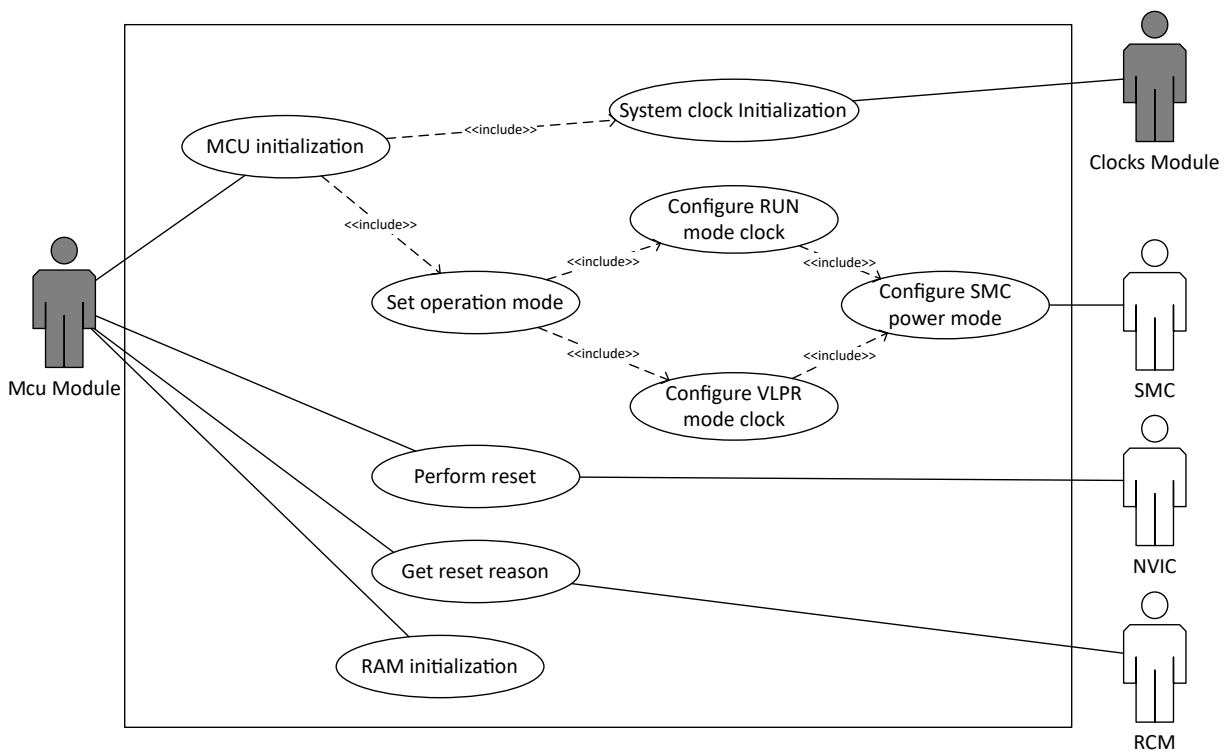 System clock Initialization
<<include>>
MCU initialization
Clocks Module
Configure RUN
mode clock
<<include>>
<<include>>
<<include>>
Set operation mode
Configure SMC
power mode
<<include>>
<<include>>
Mcu Module
Configure VLPR
mode clock
SMC
Perform reset
Get reset reason
NVIC
RAM initialization
RCM